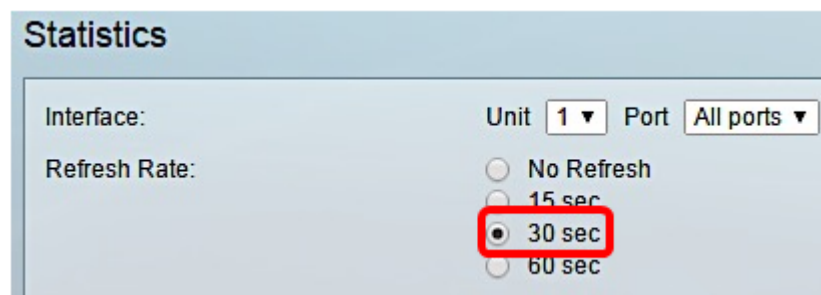 Statistics
Interface: Unit 1 Port All ports
Refresh Rate: No Refresh
15 sec
30 sec
60 sec